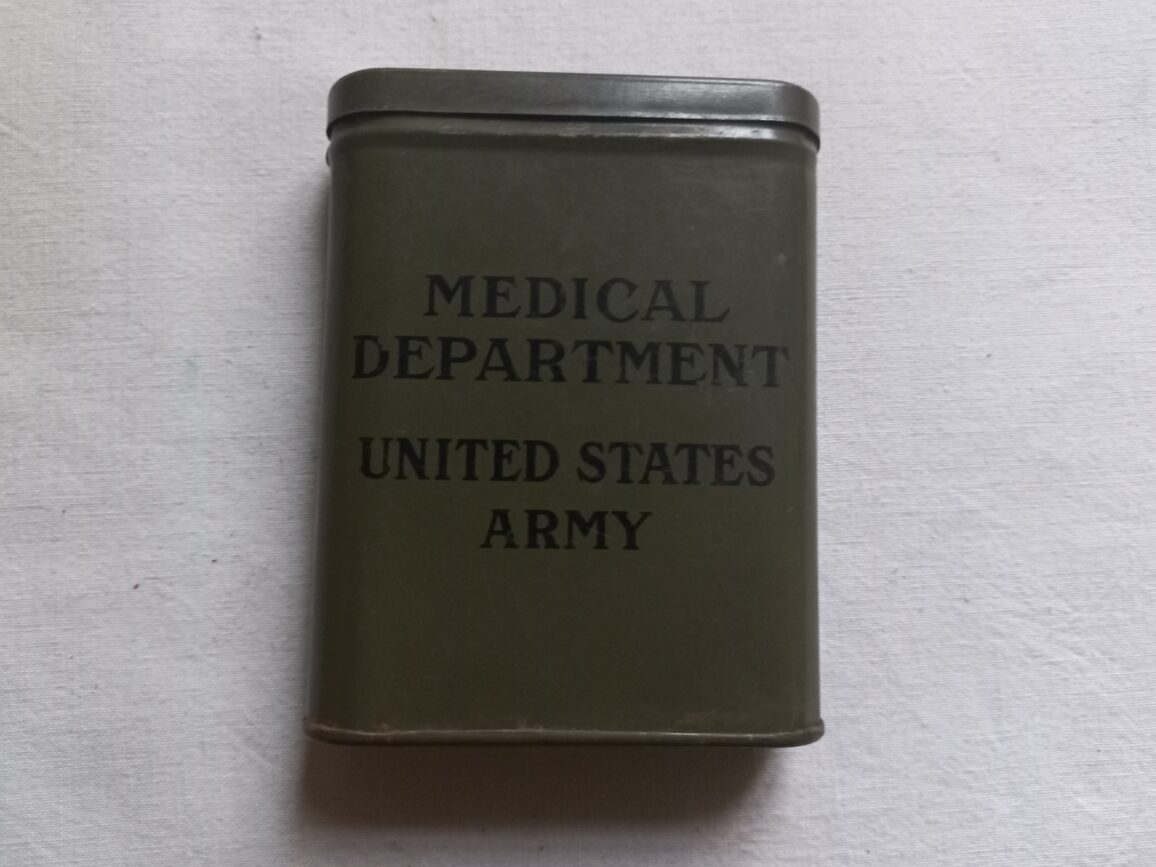 MEDICAL
DEPARTMENT
UNITED STATES
ARMY